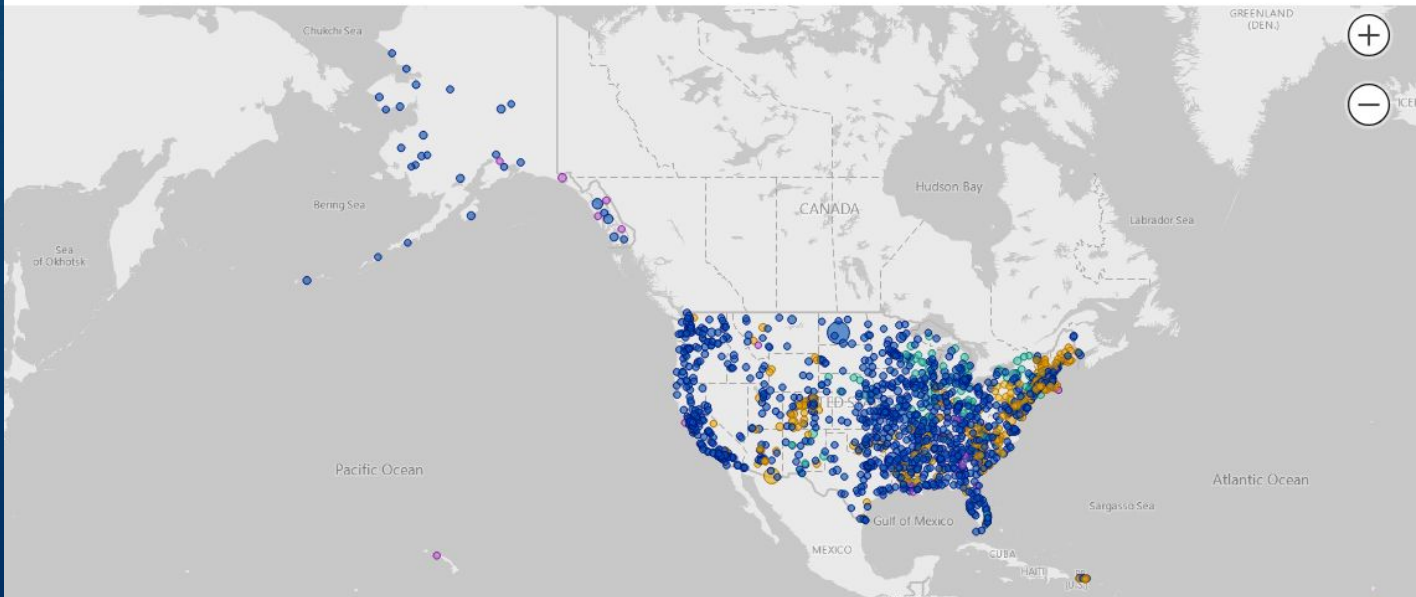 GREENLAND
(DEN.)
Chukchi Sea
+
−
Hudson Bay
Bering Sea
CANADA
Labrador Sea
Sea
of Okhotsk
Pacific Ocean
Atlantic Ocean
Sargasso Sea
Gulf of Mexico
MEXICO
CUBA
HAITI
(U.S.)